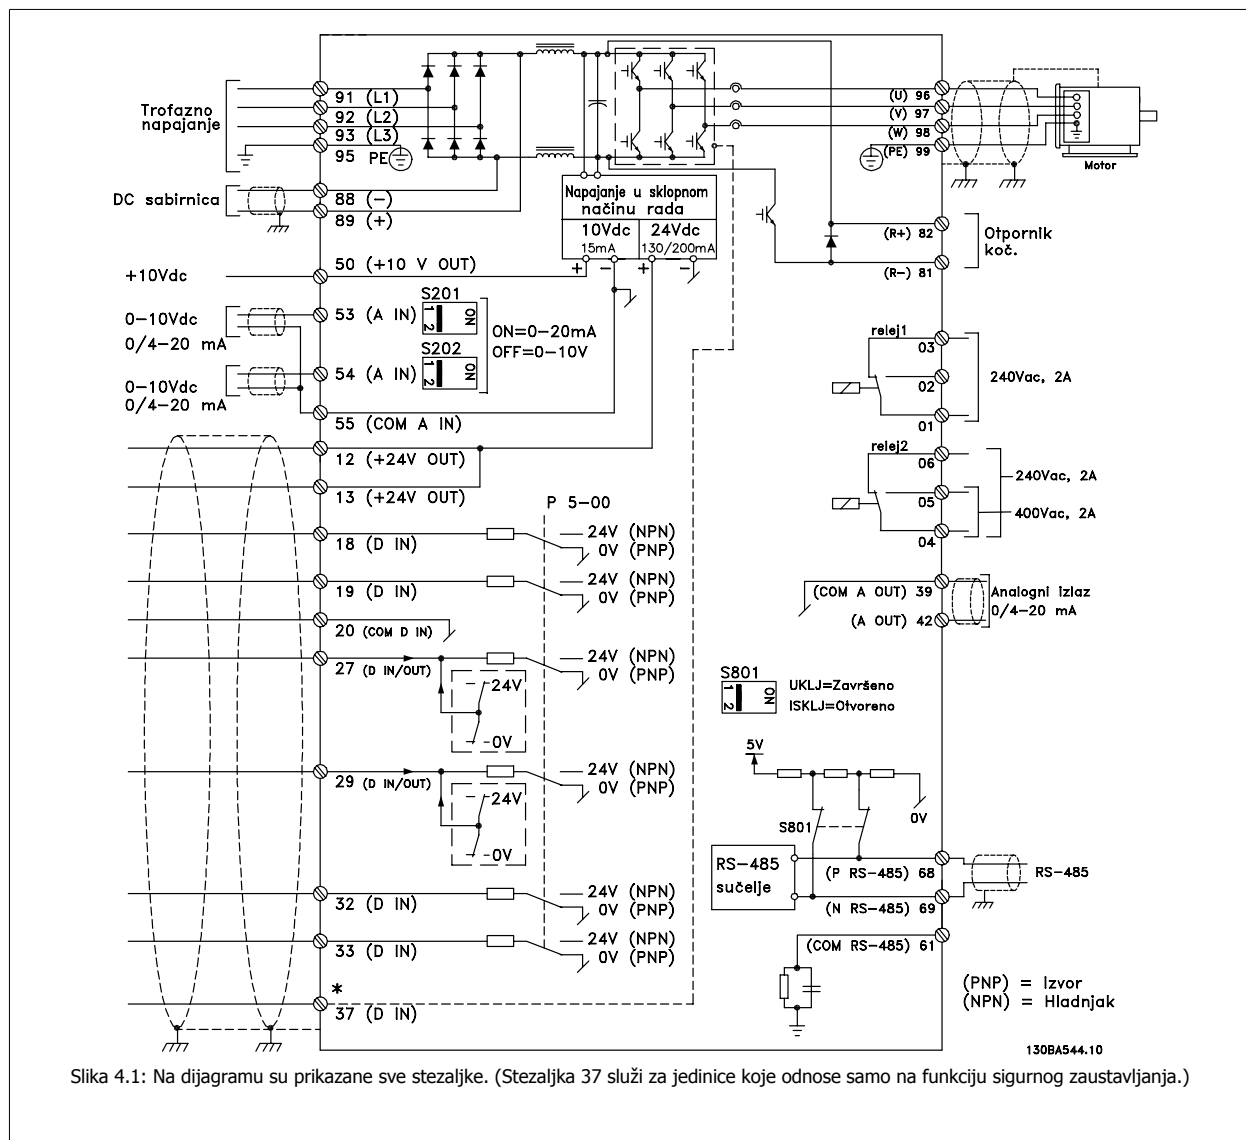 Trofazno
napajanje
91 (L1)
92 (L2)
93 (L3)
95 PE
DC sabirnica
88 (−)
89 (+)
+10Vdc
50 (+10 V OUT)
0−10Vdc
0/4−20 mA
53 (A IN)
S201
1 2
ON
ON=0−20mA
OFF=0−10V
0−10Vdc
0/4−20 mA
54 (A IN)
S202
1 2
ON
55 (COM A IN)
12 (+24V OUT)
13 (+24V OUT)
P 5-00
18 (D IN)
24V (NPN)
0V (PNP)
19 (D IN)
24V (NPN)
0V (PNP)
20 (COM D IN)
27 (D IN/OUT)
24V (NPN)
0V (PNP)
24V
0V
29 (D IN/OUT)
24V (NPN)
0V (PNP)
24V
0V
32 (D IN)
24V (NPN)
0V (PNP)
33 (D IN)
24V (NPN)
0V (PNP)
*
37 (D IN)
Napajanje u sklopnom
načinu rada
10Vdc
15mA
24Vdc
130/200mA
+ − + −
(U) 96
(V) 97
(W) 98
(PE) 99
Motor
(R+) 82
(R−) 81
Otpornik
koč.
relej1
03
02
01
240Vac, 2A
relej2
06
05
04
240Vac, 2A
400Vac, 2A
(COM A OUT) 39
(A OUT) 42
Analogni izlaz
0/4−20 mA
S801
1 2
ON
UKLJ=Završeno
ISKLJ=Otvoreno
5V
0V
S801
RS−485
sučelje
(P RS−485) 68
(N RS−485) 69
(COM RS−485) 61
RS−485
(PNP) = Izvor
(NPN) = Hladnjak
130BA544.10
Slika 4.1: Na dijagramu su prikazane sve stezaljke. (Stezaljka 37 služi za jedinice koje odnose samo na funkciju sigurnog zaustavljanja.)